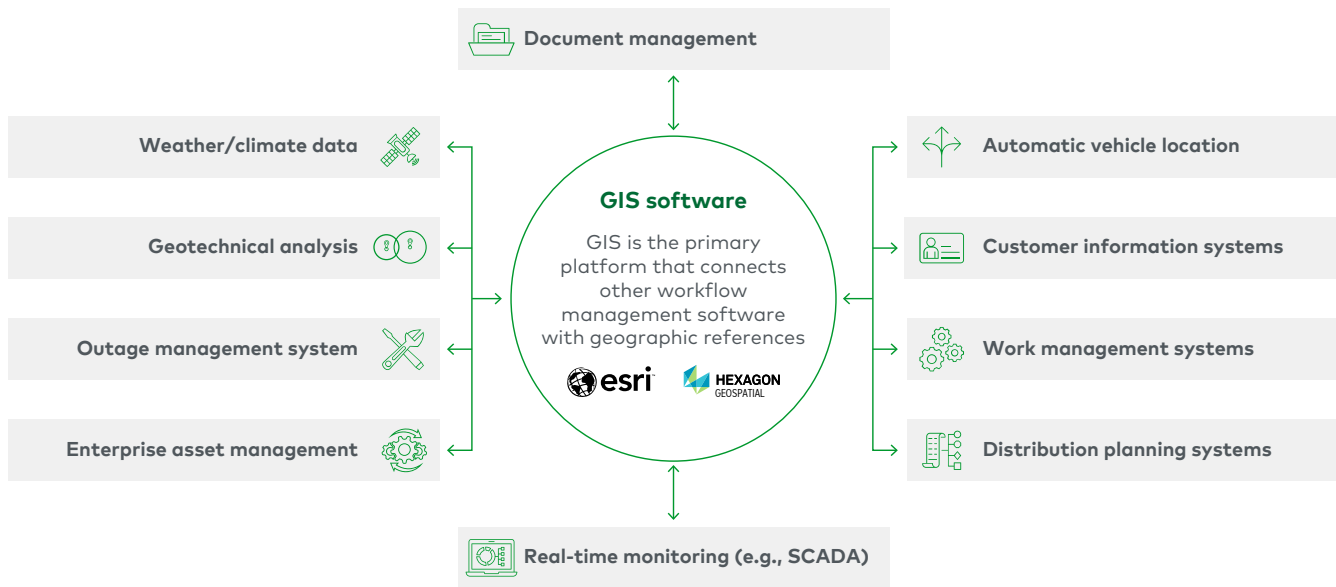 Document management
Weather/climate data
Geotechnical analysis
Outage management system
Enterprise asset management
GIS software
GIS is the primary
platform that connects
other workflow
management software
with geographic references
esri™
HEXAGON
GEOSPATIAL
Automatic vehicle location
Customer information systems
Work management systems
Distribution planning systems
Real-time monitoring (e.g., SCADA)